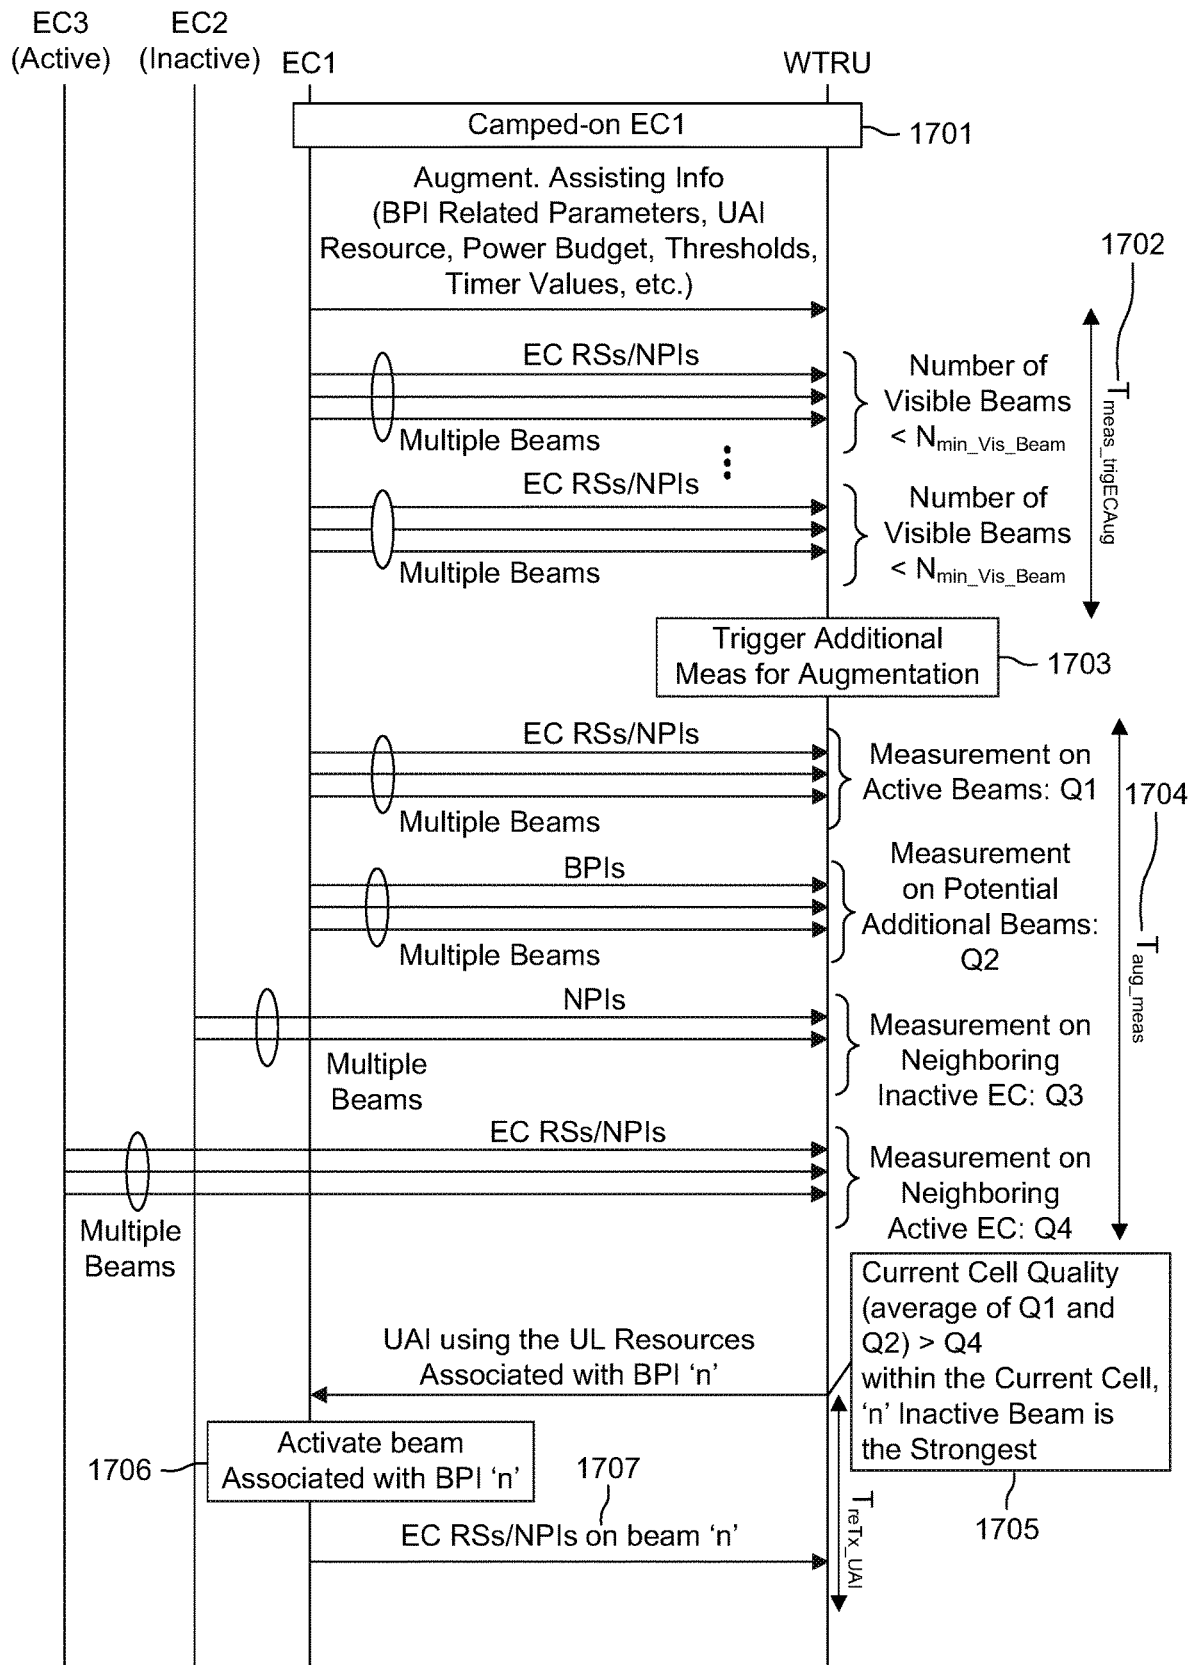 EC3
(Active)
EC2
(Inactive)
EC1
WTRU
Camped-on EC1
1701
Augment. Assisting Info
(BPI Related Parameters, UAI
Resource, Power Budget, Thresholds,
Timer Values, etc.)
1702
T_meas_trigECAug
EC RSs/NPIs
Multiple Beams
Number of
Visible Beams
< N_min_Vis_Beam
EC RSs/NPIs
Multiple Beams
Number of
Visible Beams
< N_min_Vis_Beam
Trigger Additional
Meas for Augmentation
1703
EC RSs/NPIs
Multiple Beams
Measurement on
Active Beams: Q1
1704
T_aug_meas
BPIs
Multiple Beams
Measurement
on Potential
Additional Beams:
Q2
NPIs
Multiple
Beams
Measurement on
Neighboring
Inactive EC: Q3
EC RSs/NPIs
Multiple
Beams
Measurement on
Neighboring
Active EC: Q4
Current Cell Quality
(average of Q1 and
Q2) > Q4
within the Current Cell,
‘n’ Inactive Beam is
the Strongest
1705
UAI using the UL Resources
Associated with BPI ‘n’
Activate beam
Associated with BPI ‘n’
1706
1707
EC RSs/NPIs on beam ‘n’
T_reTx_UAI